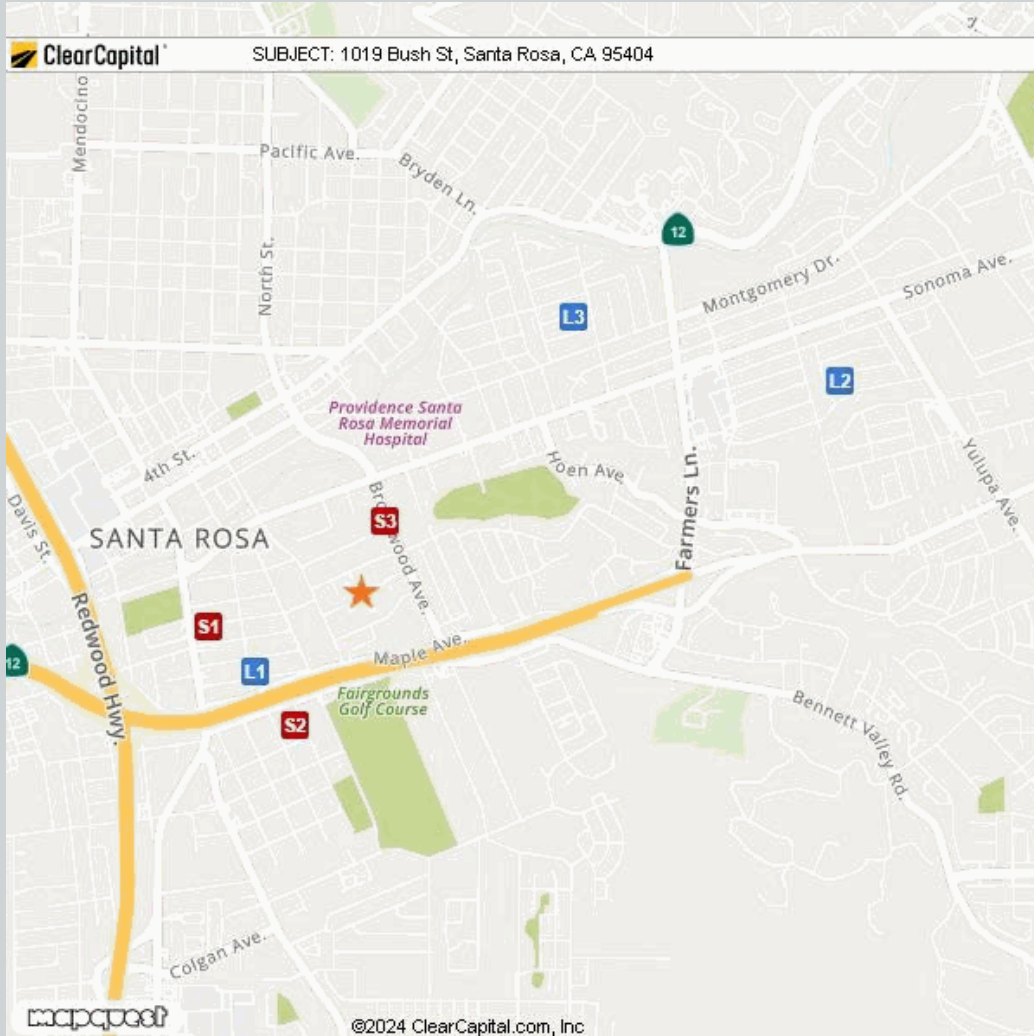 ClearCapital
SUBJECT: 1019 Bush St, Santa Rosa, CA 95404
Mendocino
Pacific Ave.
Bryden Ln.
North St.
12
Montgomery Dr.
Sonoma Ave.
L3
L2
Providence Santa
Rosa Memorial
Hospital
4th St.
Hoen Ave
Yulupa Ave.
Farmers Ln.
Davis St.
SANTA ROSA
S3
Brookwood Ave.
S1
Redwood Hwy.
12
L1
Maple Ave.
Fairgrounds
Golf Course
S2
Bennett Valley Rd.
Colgan Ave.
mapquest
©2024 ClearCapital.com, Inc